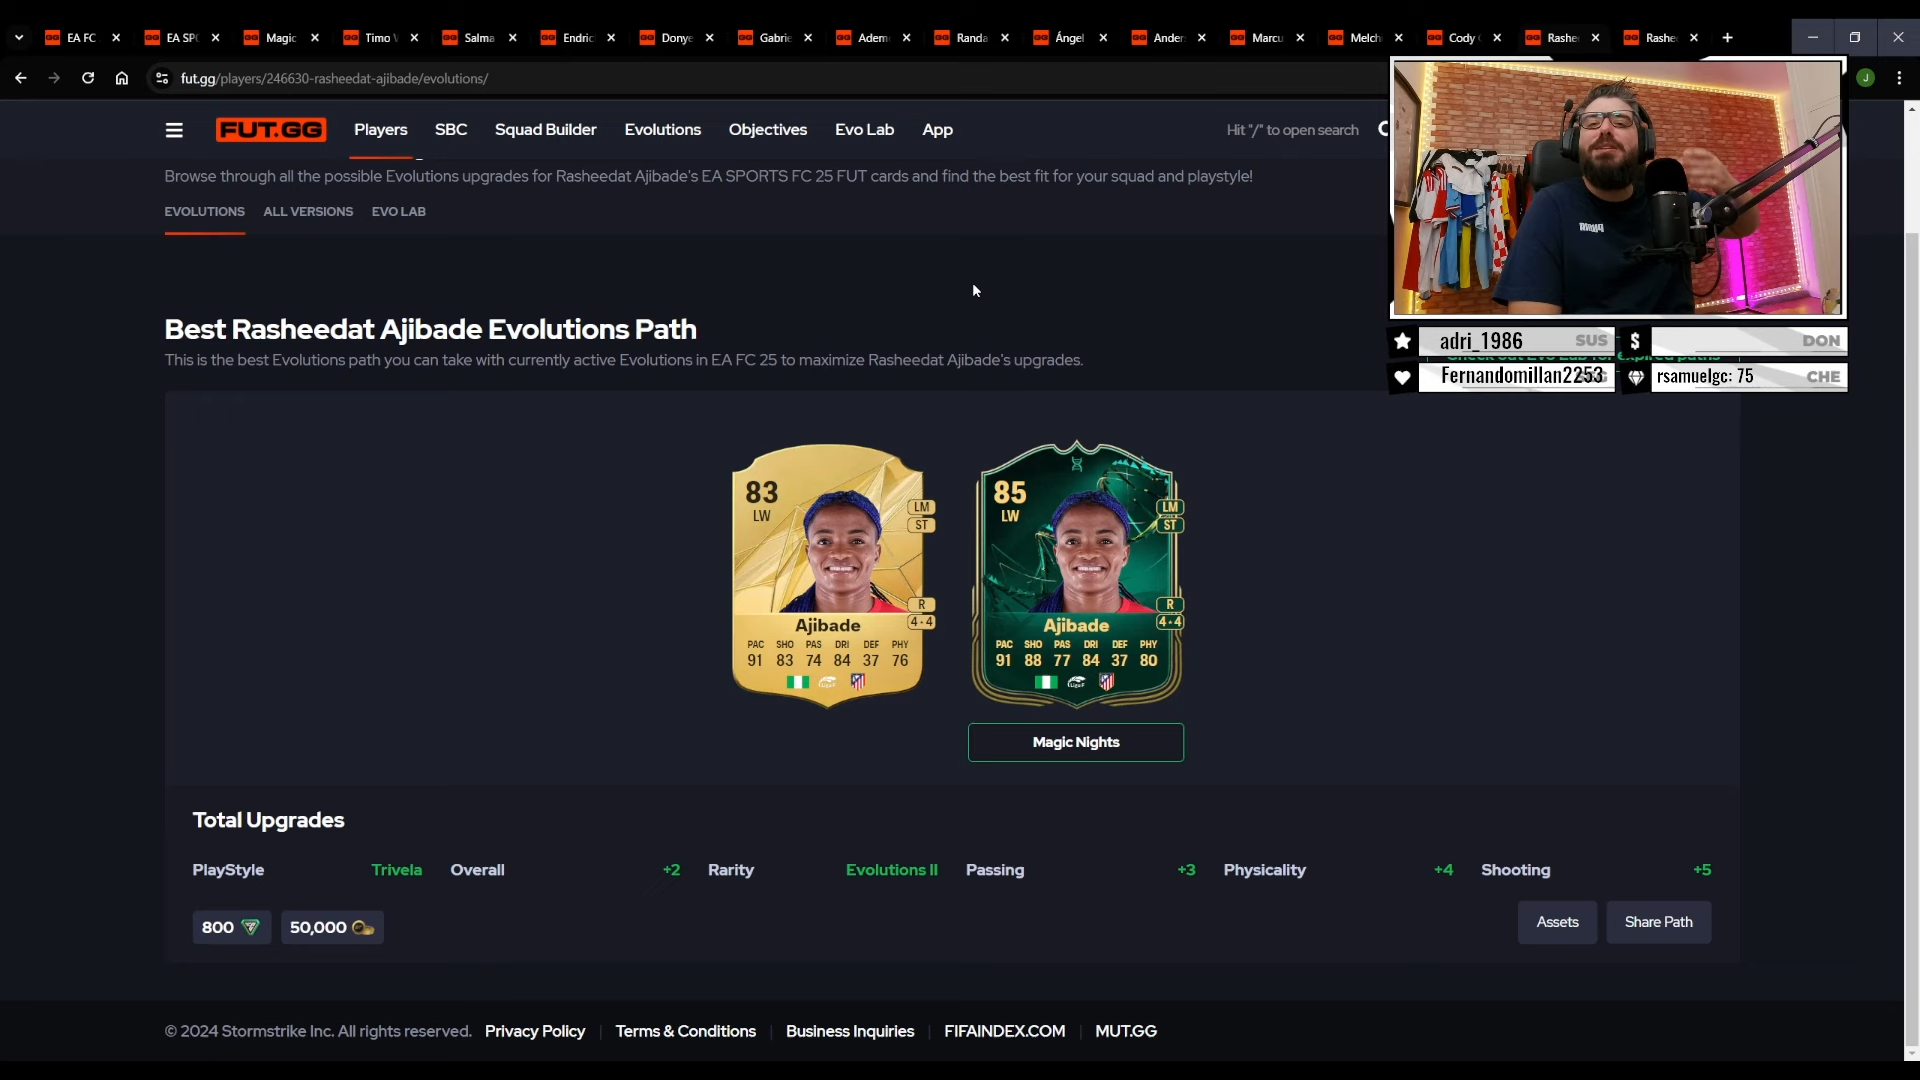 EA FC
EA SP
Magic
Timo
Salma
Endric
Donye
Gabrie
Adem
Randa
Ángel
Ander
Marcu
Melch
Cody
Rashe
Rashe
fut.gg/players/246630-rasheedat-ajibade/evolutions/
J
FUT.GG Players SBC Squad Builder Evolutions Objectives Evo Lab App Hit "/" to open search
Browse through all the possible Evolutions upgrades for Rasheedat Ajibade's EA SPORTS FC 25 FUT cards and find the best fit for your squad and playstyle!
EVOLUTIONS ALL VERSIONS EVO LAB
adri_1986 SUS $ DON
Check out Evo Lab for expired paths
Fernandomillan2253 rsamuelgc: 75 CHE
Best Rasheedat Ajibade Evolutions Path
This is the best Evolutions path you can take with currently active Evolutions in EA FC 25 to maximize Rasheedat Ajibade's upgrades.
83
LW
LM
ST
R
4 · 4
Ajibade
PAC SHO PAS DRI DEF PHY
91 83 74 84 37 76
85
LW
LM
ST
R
4 · 4
Ajibade
PAC SHO PAS DRI DEF PHY
91 88 77 84 37 80
Magic Nights
Total Upgrades
PlayStyle Trivela Overall +2 Rarity Evolutions II Passing +3 Physicality +4 Shooting +5
800 50,000 Assets Share Path
© 2024 Stormstrike Inc. All rights reserved. Privacy Policy Terms & Conditions Business Inquiries FIFAINDEX.COM MUT.GG